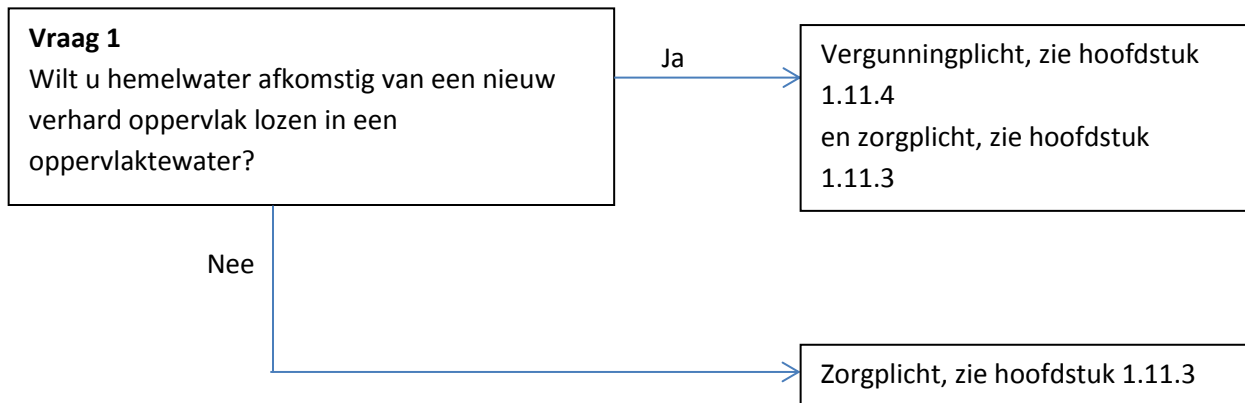 Vraag 1
Wilt u hemelwater afkomstig van een nieuw
verhard oppervlak lozen in een
oppervlaktewater?
Ja
Vergunningplicht, zie hoofdstuk
1.11.4
en zorgplicht, zie hoofdstuk
1.11.3
Nee
Zorgplicht, zie hoofdstuk 1.11.3